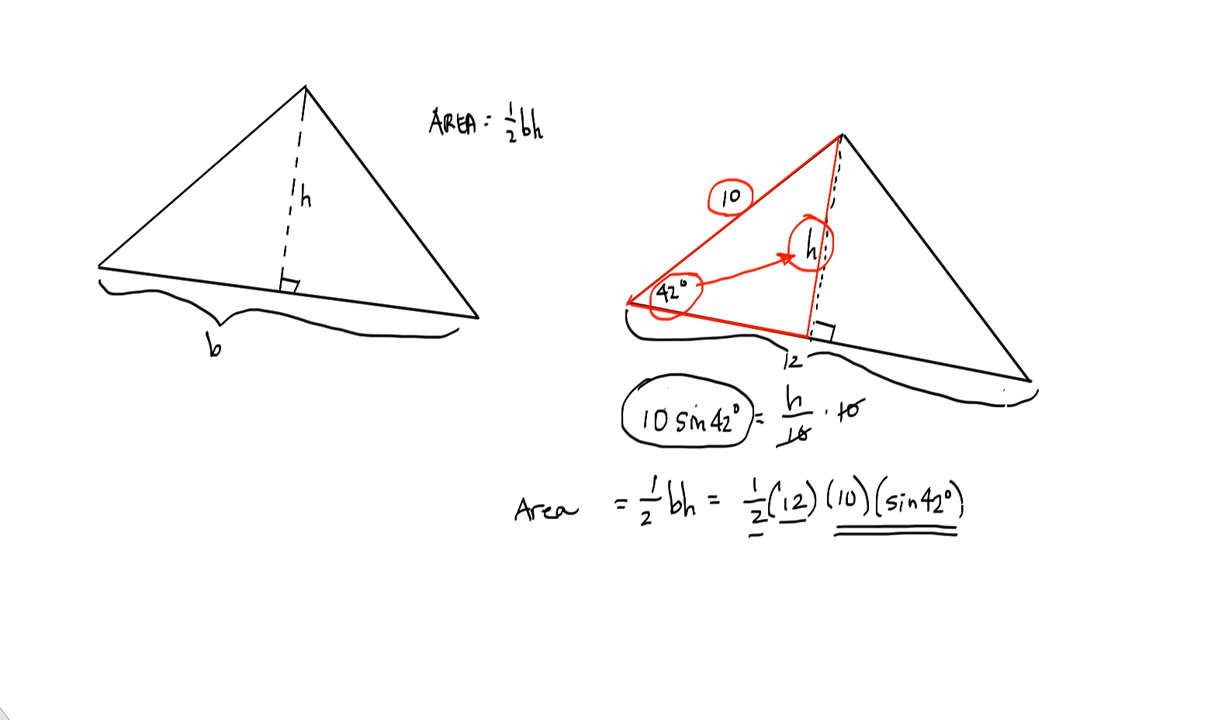 AREA = 1/2 bh
h
b
10
h
42°
12
10 sin 42° = h/10 · 10
Area = 1/2 bh = 1/2 (12) (10) (sin 42°)